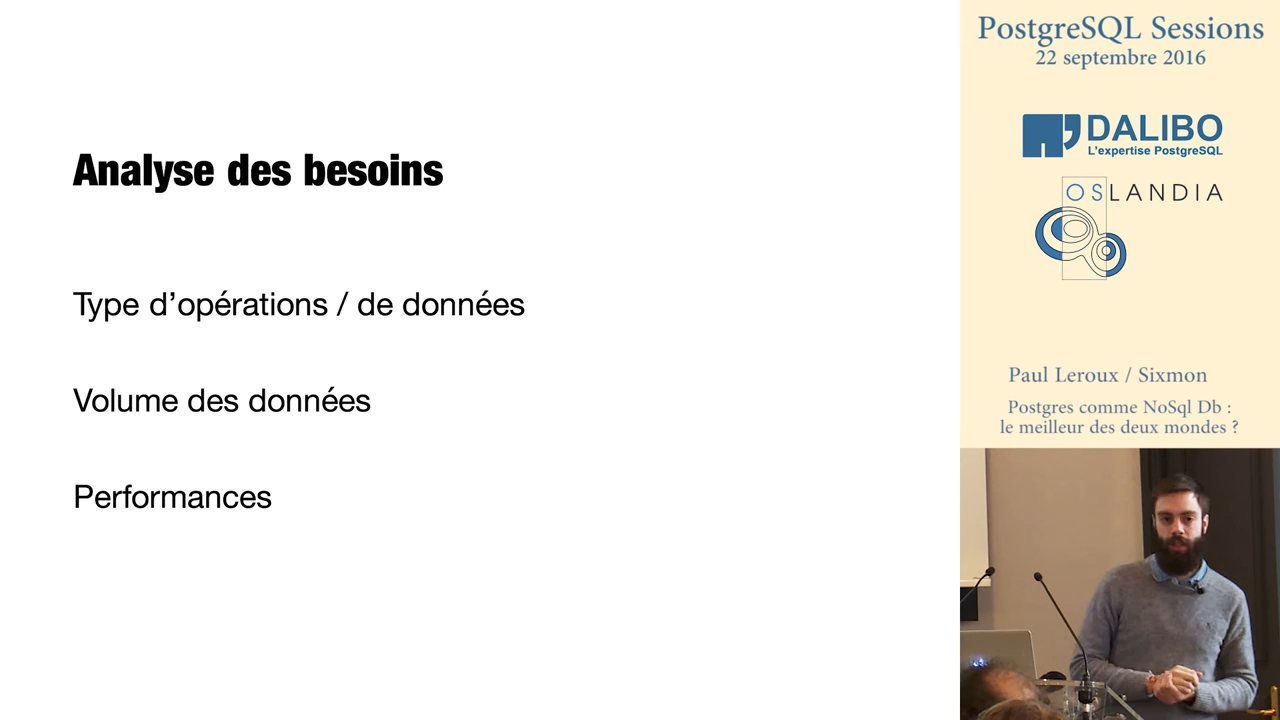 Analyse des besoins
Type d’opérations / de données
Volume des données
Performances
PostgreSQL Sessions
22 septembre 2016
DALIBO
L’expertise PostgreSQL
OSLANDIA
Paul Leroux / Sixmon
Postgres comme NoSql Db :
le meilleur des deux mondes ?